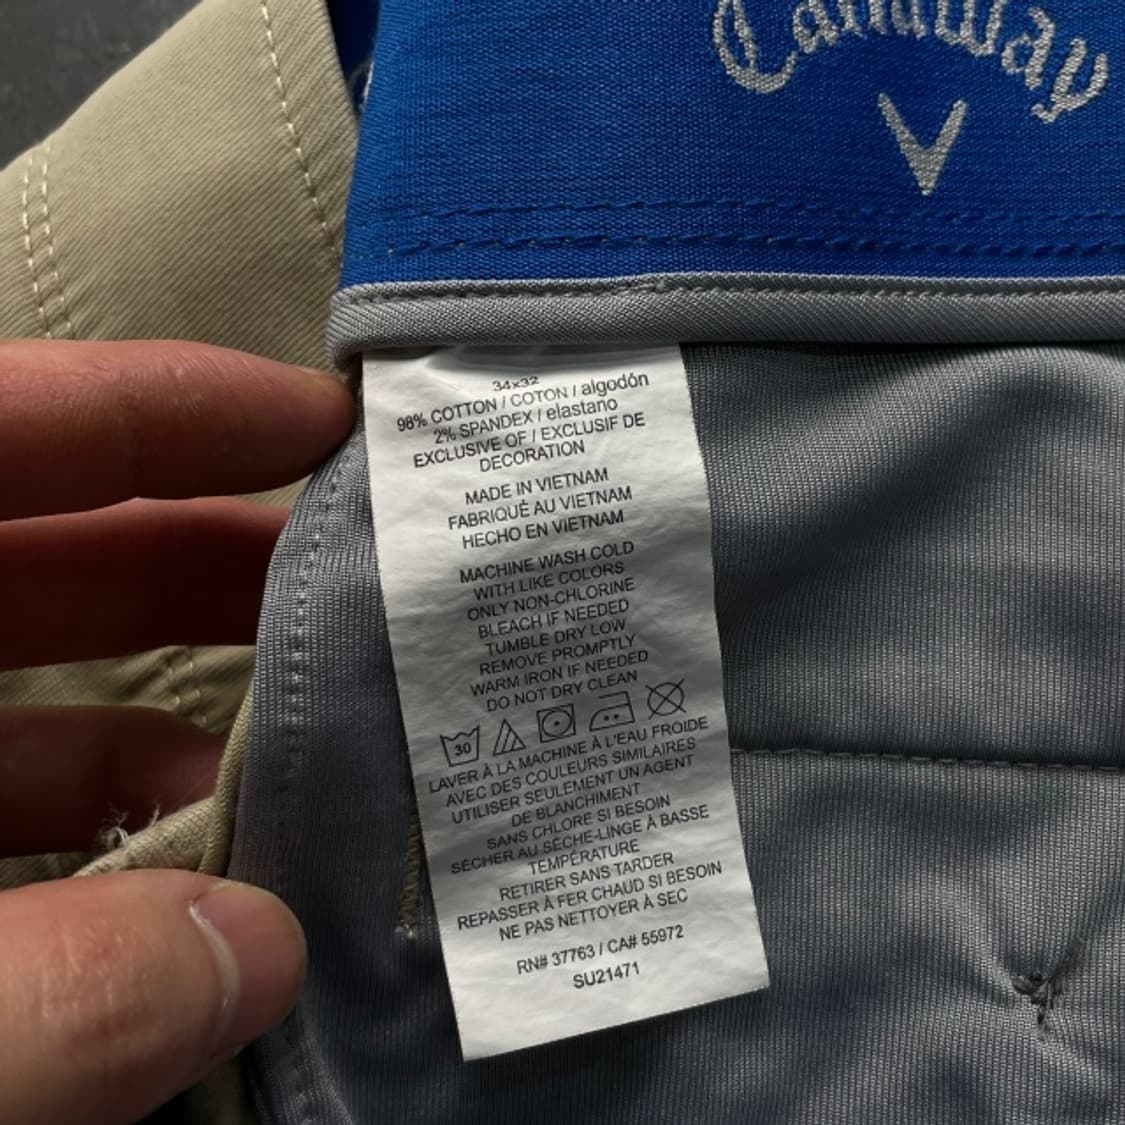 Callaway
34x32
98% COTTON / COTON / algodón
2% SPANDEX / elastano
EXCLUSIVE OF / EXCLUSIF DE
DECORATION
MADE IN VIETNAM
FABRIQUÉ AU VIETNAM
HECHO EN VIETNAM
MACHINE WASH COLD
WITH LIKE COLORS
ONLY NON-CHLORINE
BLEACH IF NEEDED
TUMBLE DRY LOW
REMOVE PROMPTLY
WARM IRON IF NEEDED
DO NOT DRY CLEAN
30
LAVER À LA MACHINE À L'EAU FROIDE
AVEC DES COULEURS SIMILAIRES
UTILISER SEULEMENT UN AGENT
DE BLANCHIMENT
SANS CHLORE SI BESOIN
SÉCHER AU SÈCHE-LINGE À BASSE
TEMPÉRATURE
RETIRER SANS TARDER
REPASSER À FER CHAUD SI BESOIN
NE PAS NETTOYER À SEC
RN# 37763 / CA# 55972
SU21471